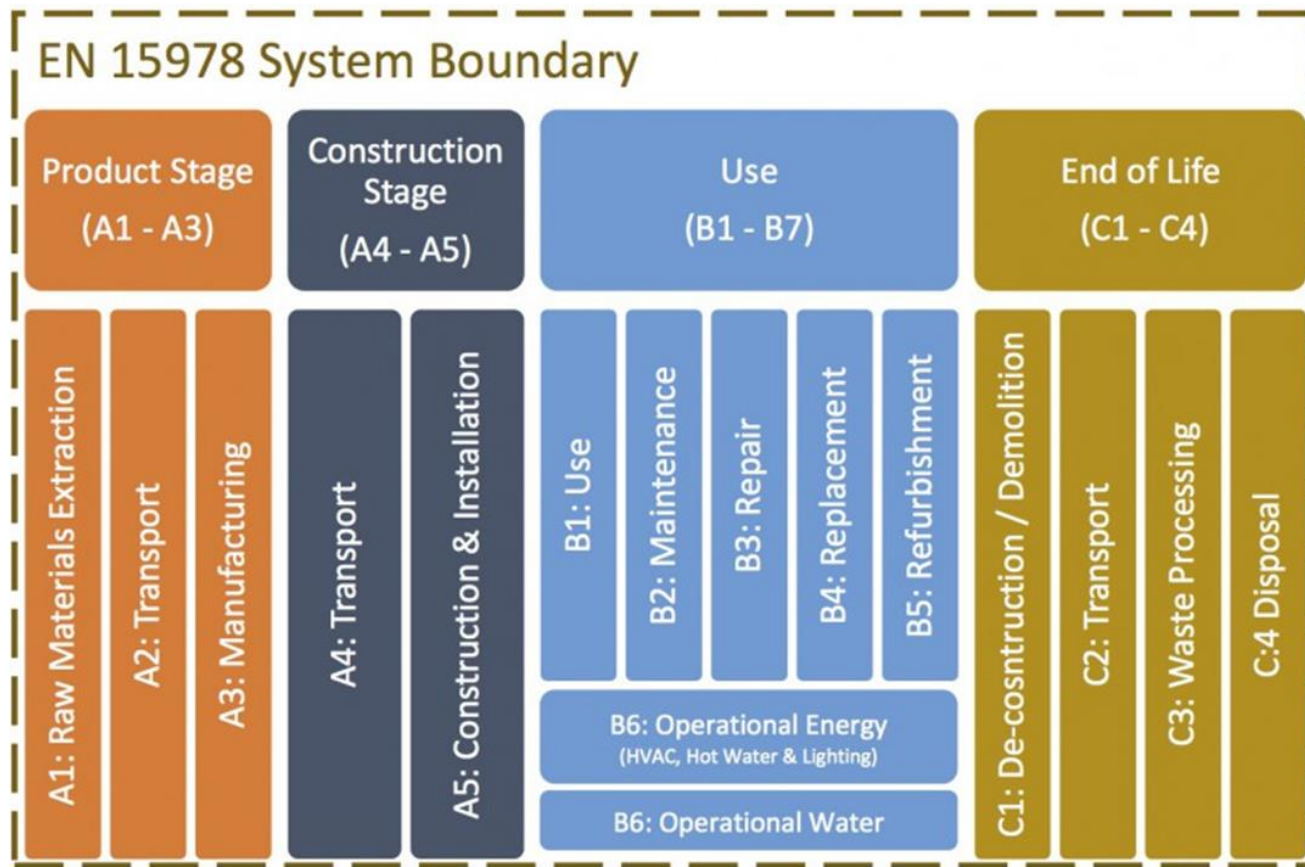 EN 15978 System Boundary
Product Stage
(A1 - A3)
Construction
Stage
(A4 - A5)
Use
(B1 - B7)
End of Life
(C1 - C4)
A1: Raw Materials Extraction
A2: Transport
A3: Manufacturing
A4: Transport
A5: Construction & Installation
B1: Use
B2: Maintenance
B3: Repair
B4: Replacement
B5: Refurbishment
B6: Operational Energy
(HVAC, Hot Water & Lighting)
B6: Operational Water
C1: De-cosntruction / Demolition
C2: Transport
C3: Waste Processing
C:4 Disposal